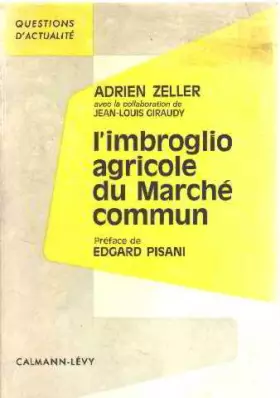 QUESTIONS
D'ACTUALITÉ
ADRIEN ZELLER
avec la collaboration de
JEAN-LOUIS GIRAUDY
l'imbroglio
agricole
du Marché
commun
Préface de
EDGARD PISANI
CALMANN-LÉVY